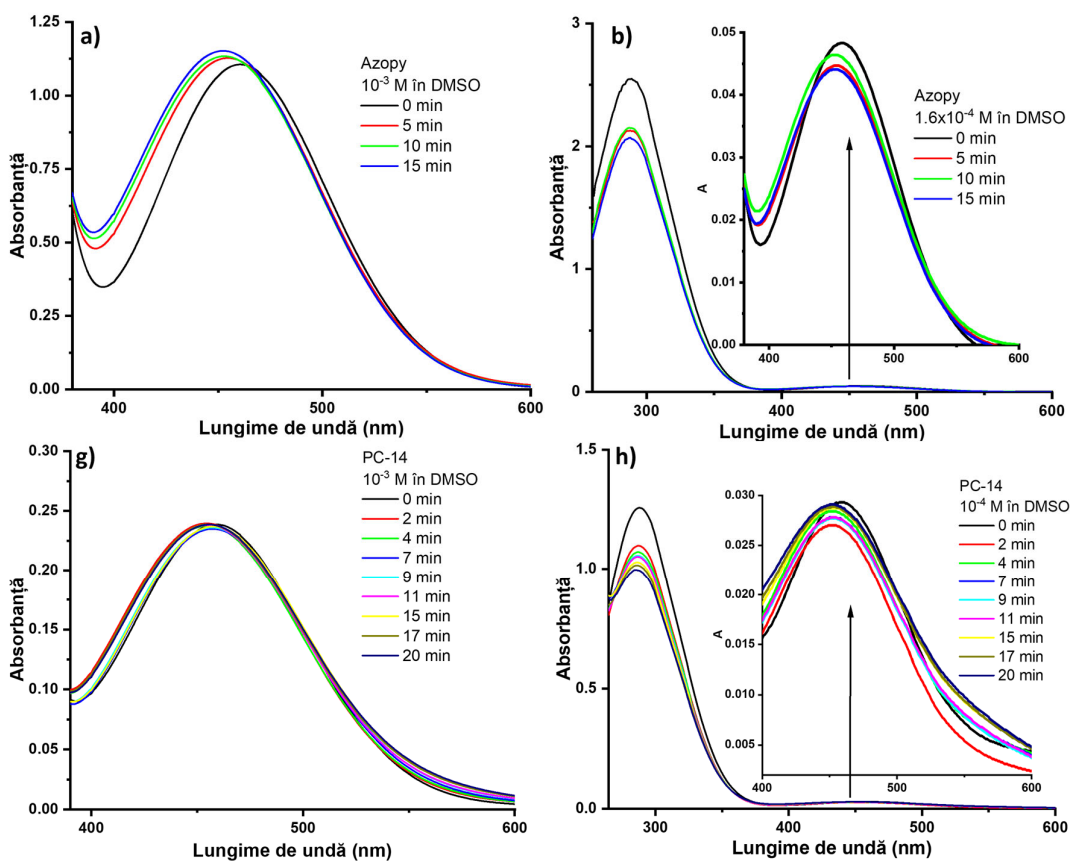 a)
Absorbanță
1.25
1.00
0.75
0.50
0.25
0.00
Azopy
10⁻³ M în DMSO
0 min
5 min
10 min
15 min
400
500
600
Lungime de undă (nm)
b)
Absorbanță
3
2
1
0
A
0.05
0.04
0.03
0.02
0.01
0.00
400
500
600
Azopy
1.6x10⁻⁴ M în DMSO
0 min
5 min
10 min
15 min
300
400
500
600
Lungime de undă (nm)
g)
Absorbanță
0.30
0.25
0.20
0.15
0.10
0.05
0.00
PC-14
10⁻³ M în DMSO
0 min
2 min
4 min
7 min
9 min
11 min
15 min
17 min
20 min
400
500
600
Lungime de undă (nm)
h)
Absorbanță
1.5
1.0
0.5
0.0
A
0.030
0.025
0.020
0.015
0.010
0.005
400
500
600
PC-14
10⁻⁴ M în DMSO
0 min
2 min
4 min
7 min
9 min
11 min
15 min
17 min
20 min
300
400
500
600
Lungime de undă (nm)